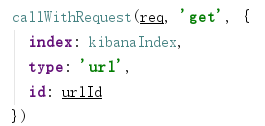 callWithRequest(req, 'get', {
  index: kibanaIndex,
  type: 'url',
  id: urlId
})